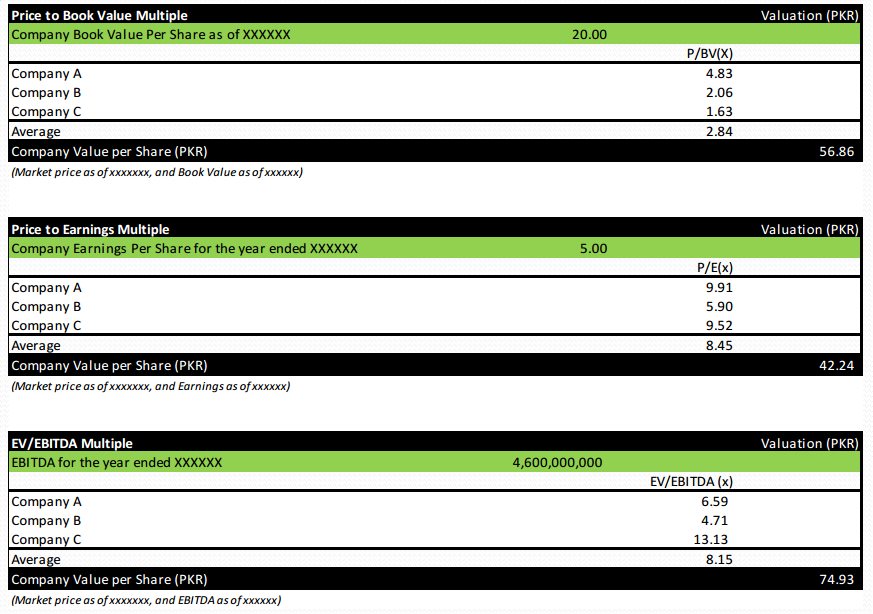 Price to Book Value Multiple Valuation (PKR)
Company Book Value Per Share as of XXXXXX 20.00
P/BV(X)
Company A 4.83
Company B 2.06
Company C 1.63
Average 2.84
Company Value per Share (PKR) 56.86
(Market price as of xxxxxxx, and Book Value as of xxxxxx)
Price to Earnings Multiple Valuation (PKR)
Company Earnings Per Share for the year ended XXXXXX 5.00
P/E(x)
Company A 9.91
Company B 5.90
Company C 9.52
Average 8.45
Company Value per Share (PKR) 42.24
(Market price as of xxxxxxx, and Earnings as of xxxxxx)
EV/EBITDA Multiple Valuation (PKR)
EBITDA for the year ended XXXXXX 4,600,000,000
EV/EBITDA (x)
Company A 6.59
Company B 4.71
Company C 13.13
Average 8.15
Company Value per Share (PKR) 74.93
(Market price as of xxxxxxx, and EBITDA as of xxxxxx)